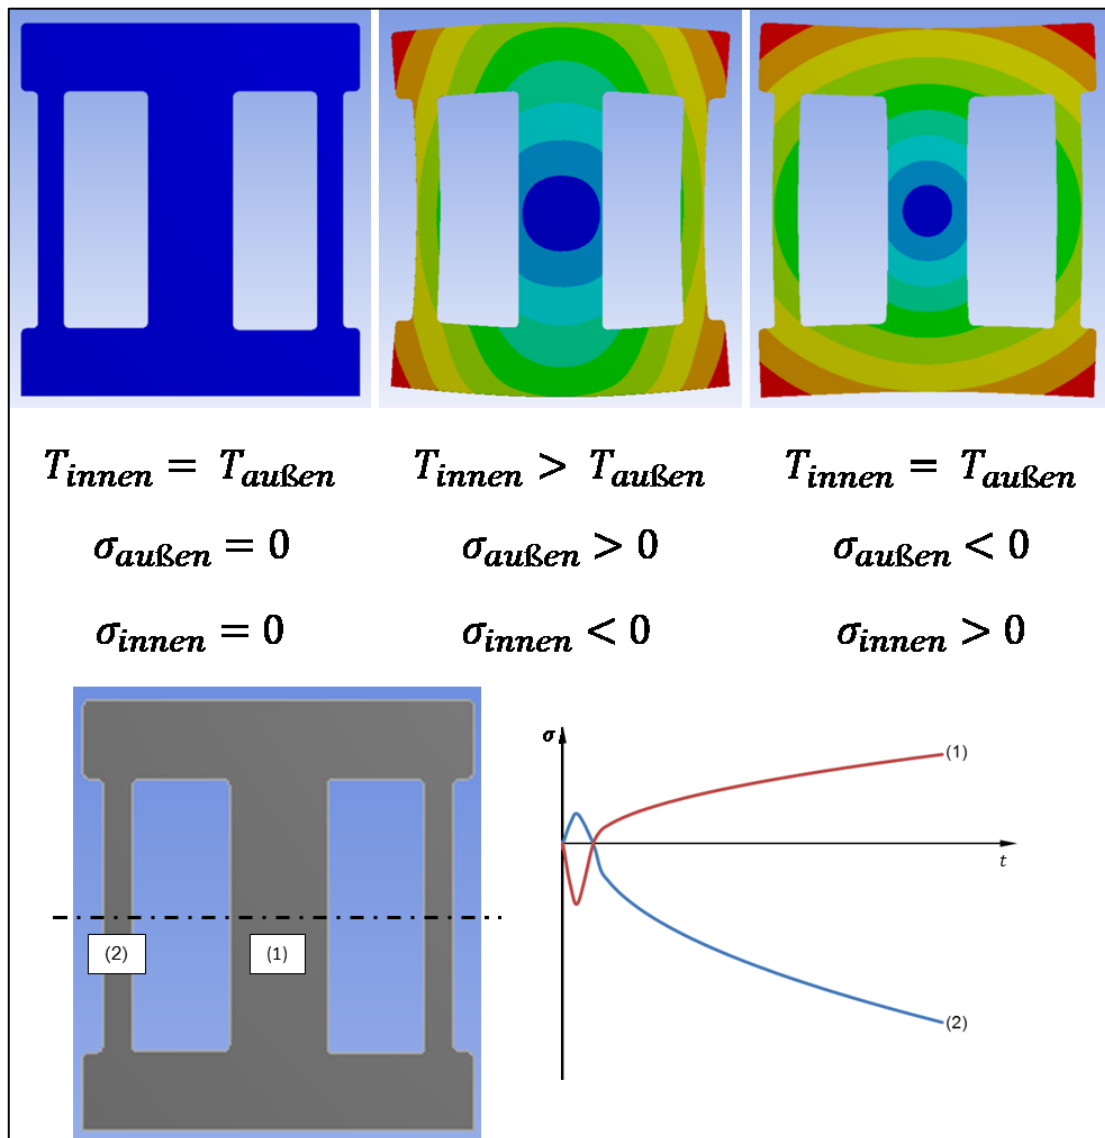 T_innen = T_außen T_innen > T_außen T_innen = T_außen
σ_außen = 0 σ_außen > 0 σ_außen < 0
σ_innen = 0 σ_innen < 0 σ_innen > 0
σ
(1)
t
(2)
(2) (1)